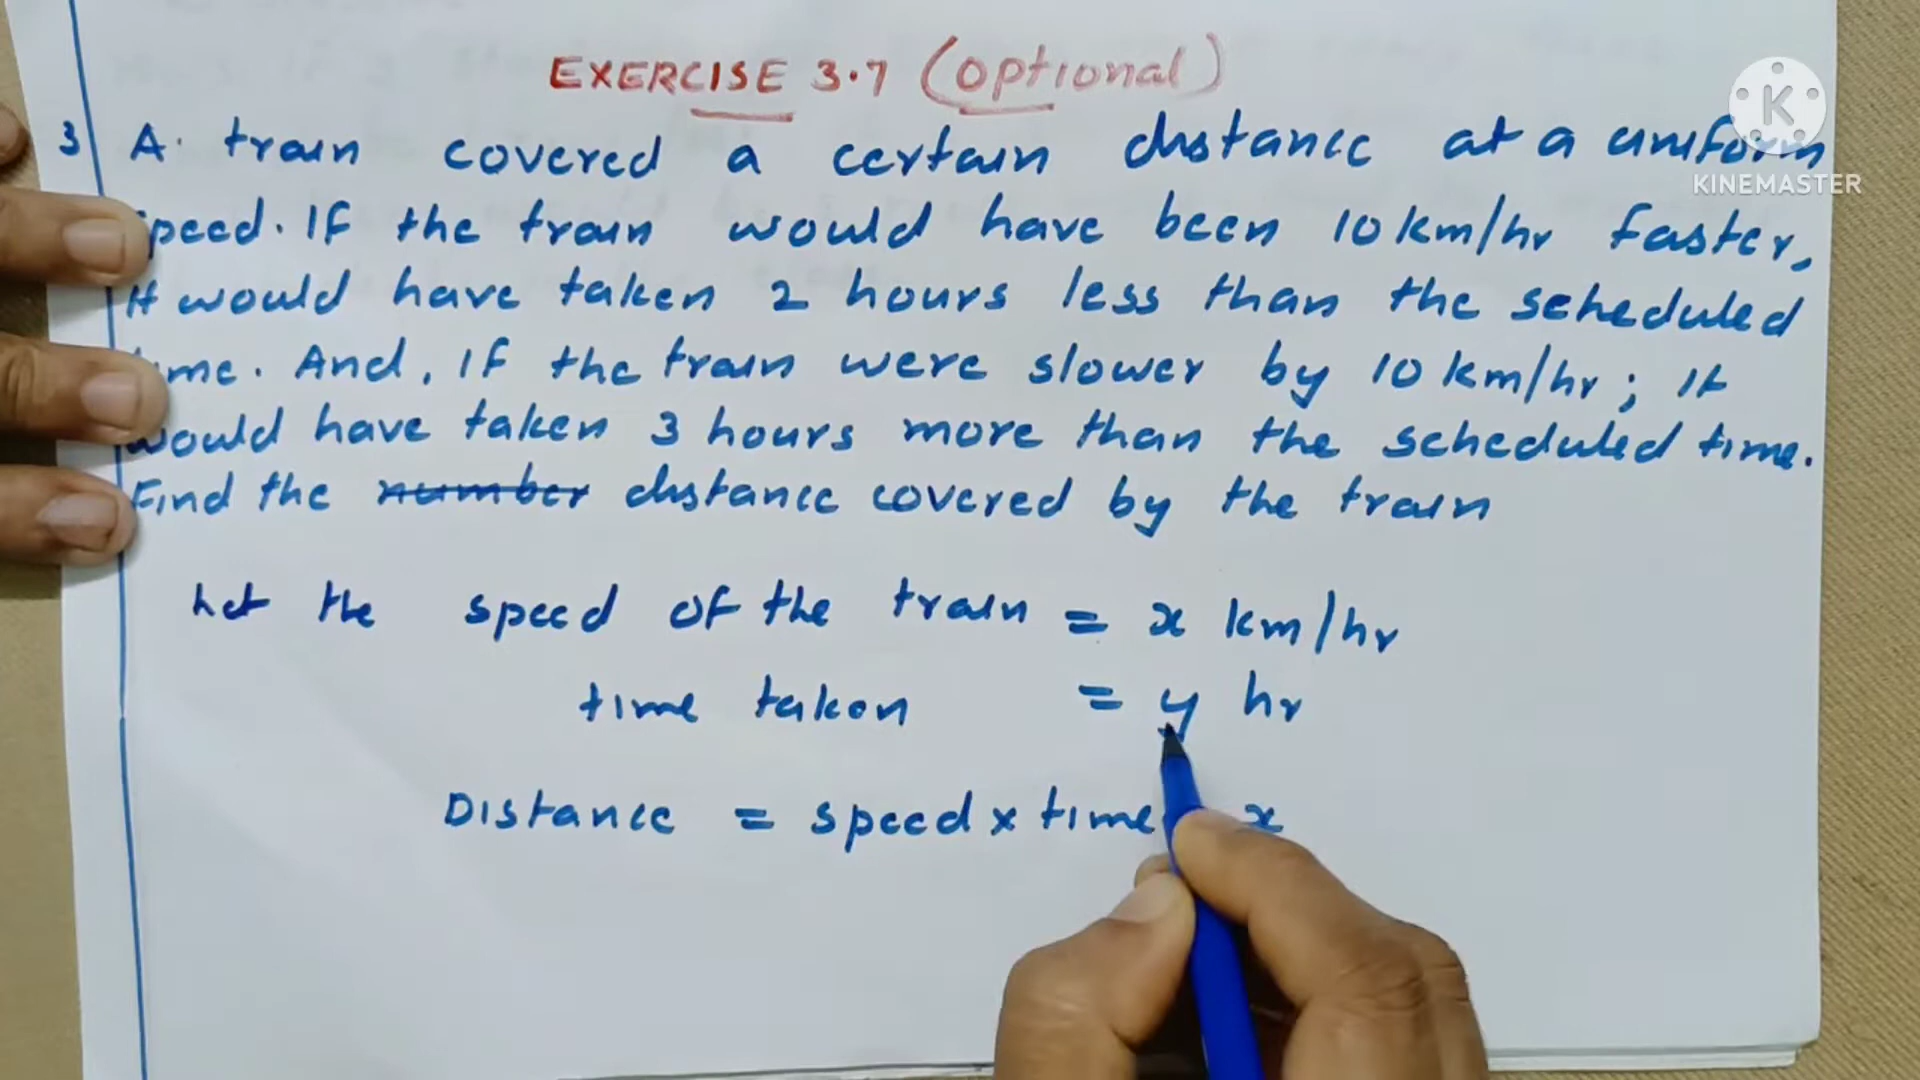 EXERCISE 3.7 (optional)
3 A. train covered a certain distance at a uniform
speed. If the train would have been 10 km/hr faster,
it would have taken 2 hours less than the scheduled
time. And, if the train were slower by 10 km/hr; it
would have taken 3 hours more than the scheduled time.
Find the number distance covered by the train
Let the speed of the train = x km/hr
time taken = y hr
Distance = speed x time x
K
KINEMASTER